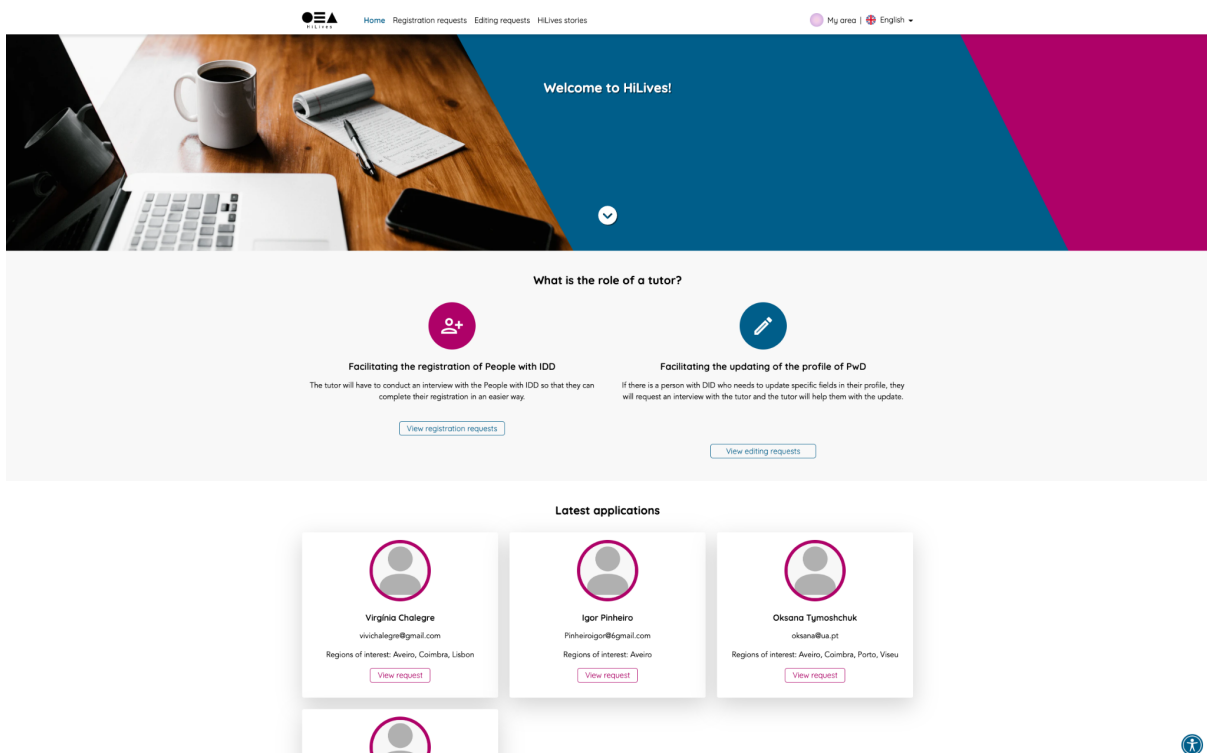 HiLives
Home Registration requests Editing requests HiLives stories
My area | English
Welcome to HiLives!
What is the role of a tutor?
Facilitating the registration of People with IDD
The tutor will have to conduct an interview with the People with IDD so that they can
complete their registration in an easier way.
View registration requests
Facilitating the updating of the profile of PwD
If there is a person with DID who needs to update specific fields in their profile, they
will request an interview with the tutor and the tutor will help them with the update.
View editing requests
Latest applications
Virgínia Chalegre
vivichalegre@gmail.com
Regions of interest: Aveiro, Coimbra, Lisbon
View request
Igor Pinheiro
Pinheiroigor@6gmail.com
Regions of interest: Aveiro
View request
Oksana Tymoshchuk
oksana@ua.pt
Regions of interest: Aveiro, Coimbra, Porto, Viseu
View request